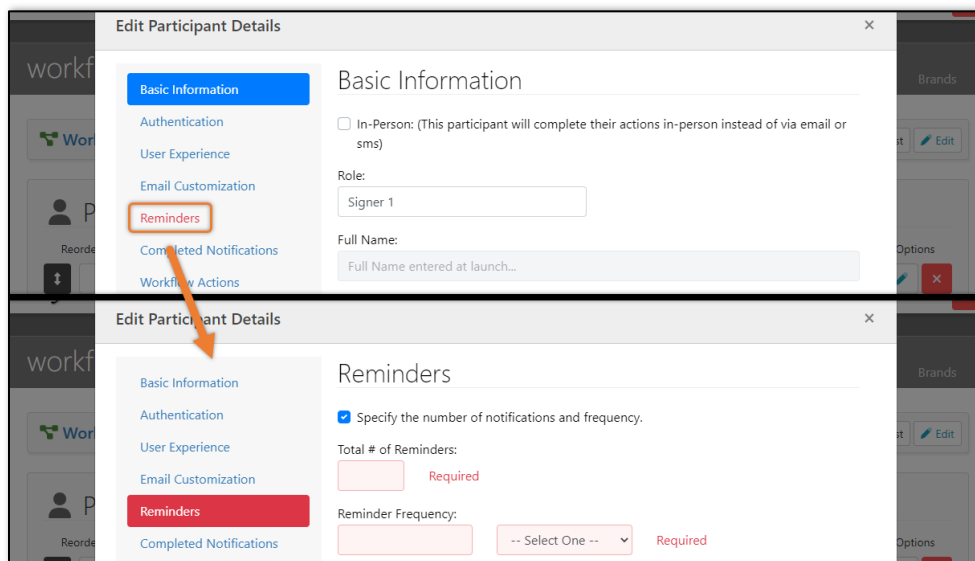 Edit Participant Details ×
workf
Brands
Basic Information
Basic Information
Authentication
In-Person: (This participant will complete their actions in-person instead of via email or
sms)
Wor
st Edit
User Experience
Role:
Email Customization
Signer 1
P
Reminders
Full Name:
Reorde
Completed Notifications
Options
Full Name entered at launch...
Workflow Actions
Edit Participant Details ×
workf
Brands
Reminders
Basic Information
Authentication
Specify the number of notifications and frequency.
Wor
st Edit
User Experience
Total # of Reminders:
Email Customization
Required
P
Reminders
Reminder Frequency:
Reorde
Completed Notifications
-- Select One -- Required
Options